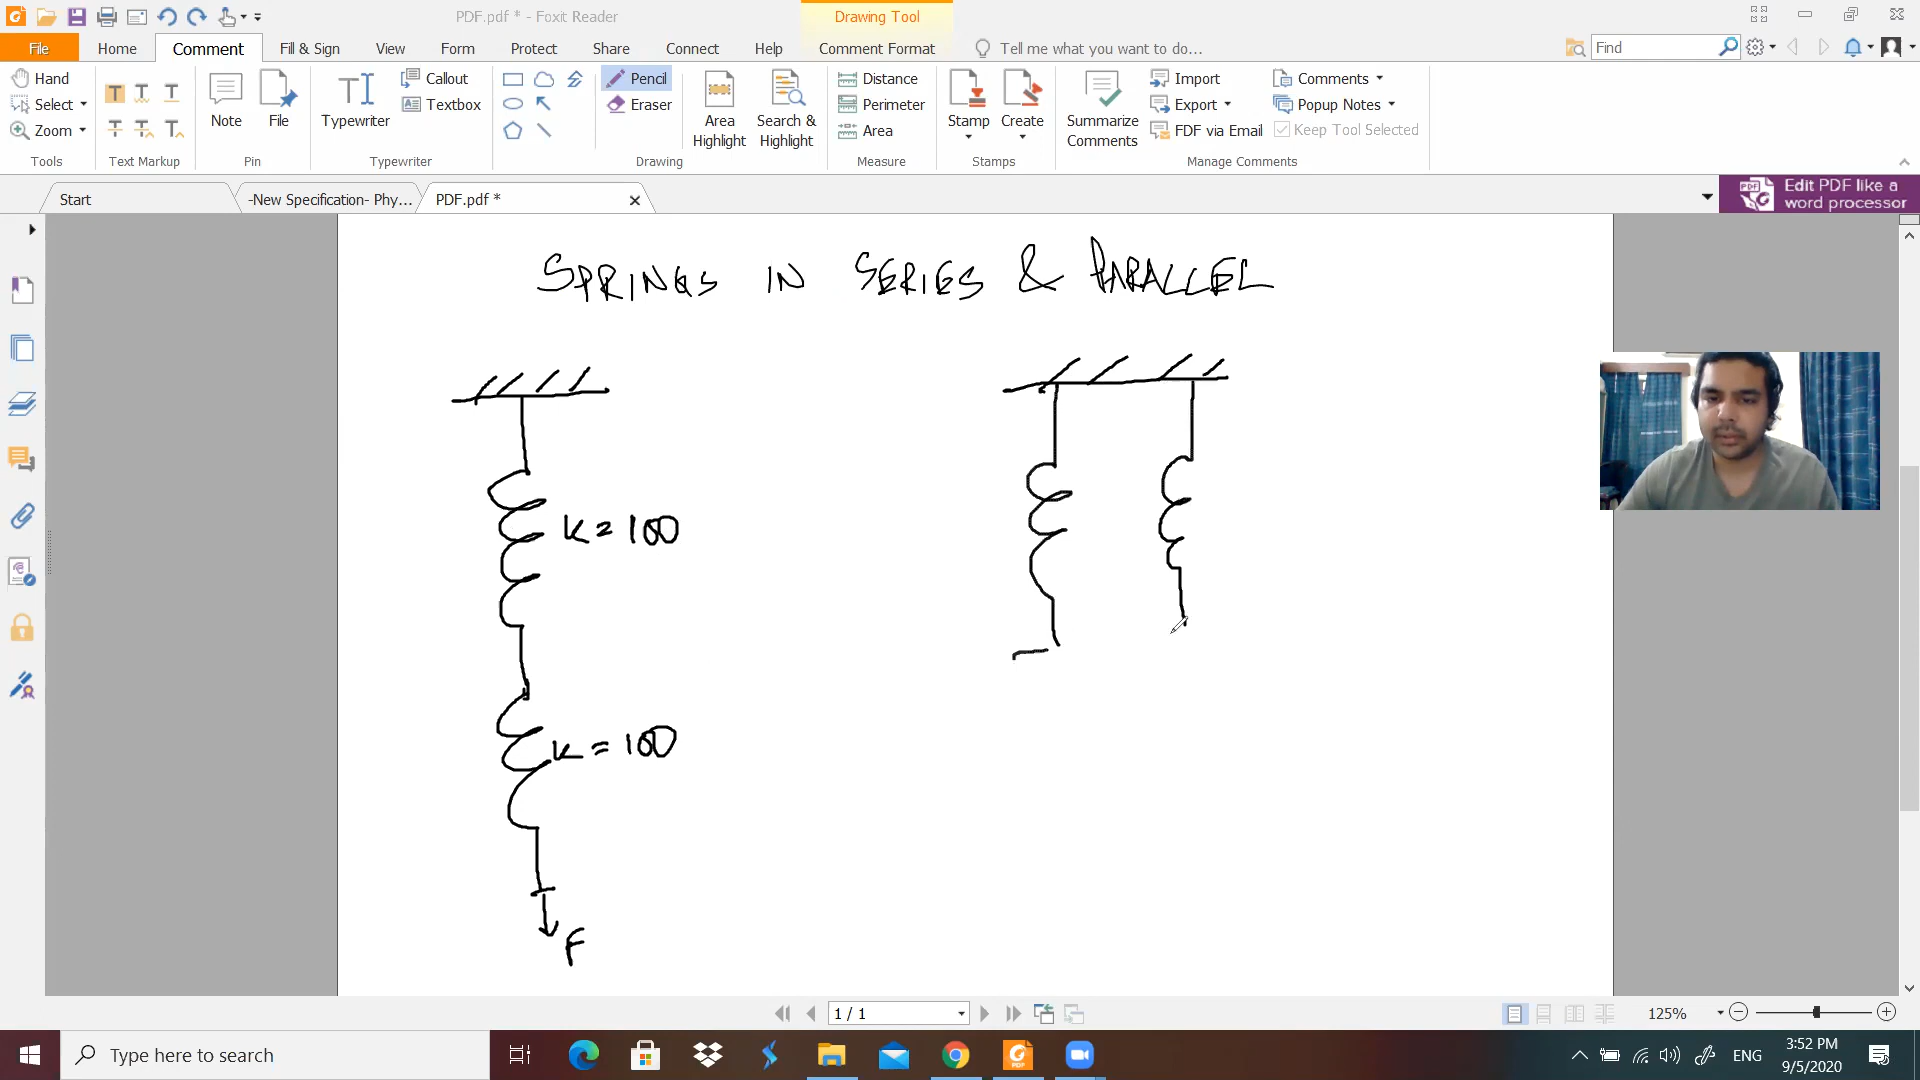 PDF.pdf * - Foxit Reader
Drawing Tool
File Home Comment Fill & Sign View Form Protect Share Connect Help Comment Format Tell me what you want to do... Find
Hand
Select
Zoom
Tools
Text Markup
Note
File
Pin
Typewriter
Callout
Textbox
Typewriter
Pencil
Eraser
Area Highlight
Search & Highlight
Drawing
Distance
Perimeter
Area
Measure
Stamp
Create
Stamps
Summarize Comments
Import
Export
FDF via Email
Comments
Popup Notes
Keep Tool Selected
Manage Comments
Start -New Specification- Phy... PDF.pdf *
Edit PDF like a
word processor
SPRINGS IN SERIES & PARALLEL
K = 100
K = 100
F
1 / 1
125%
Type here to search
ENG
3:52 PM
9/5/2020